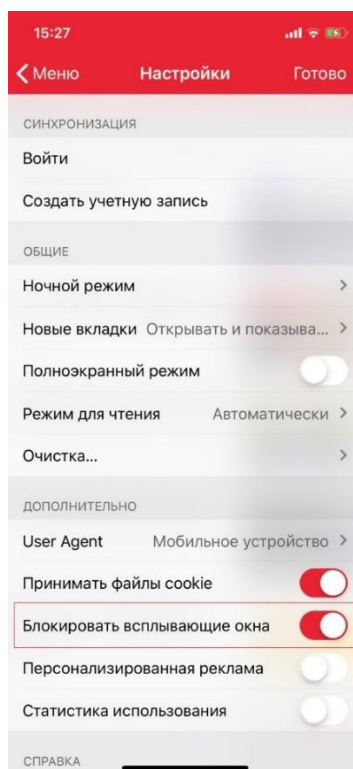 15:27
Меню Настройки Готово
СИНХРОНИЗАЦИЯ
Войти
Создать учетную запись
ОБЩИЕ
Ночной режим
Новые вкладки Открывать и показыва...
Полноэкранный режим
Режим для чтения Автоматически
Очистка...
ДОПОЛНИТЕЛЬНО
User Agent Мобильное устройство
Принимать файлы cookie
Блокировать всплывающие окна
Персонализированная реклама
Статистика использования
СПРАВКА